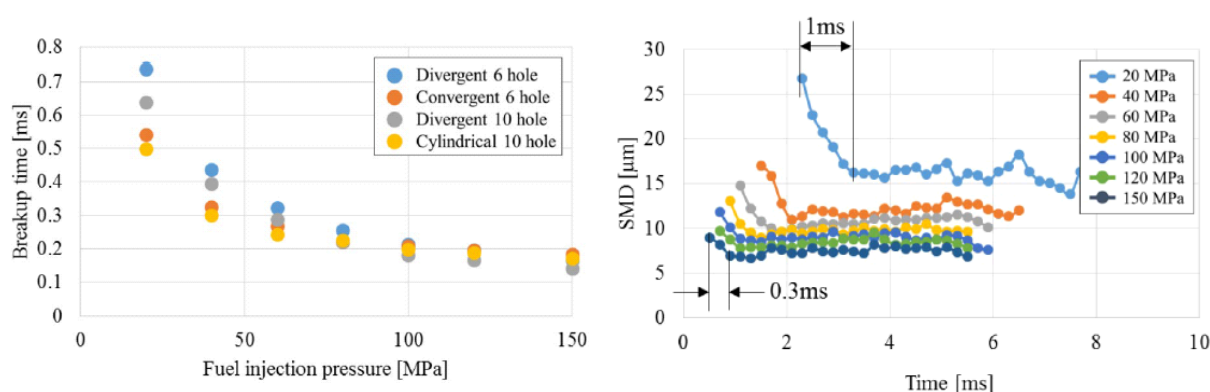 0.8
0.7
0.6
0.5
0.4
0.3
0.2
0.1
0
Breakup time [ms]
Divergent 6 hole
Convergent 6 hole
Divergent 10 hole
Cylindrical 10 hole
0 50 100 150
Fuel injection pressure [MPa]
1ms
30
25
20
15
10
5
0
SMD [μm]
20 MPa
40 MPa
60 MPa
80 MPa
100 MPa
120 MPa
150 MPa
0.3ms
0 2 4 6 8 10
Time [ms]